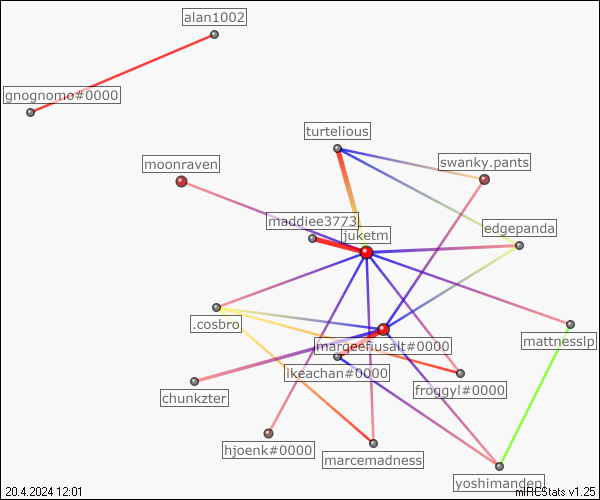 alan1002
gnognomo#0000
turtelious
moonraven
swanky.pants
maddiee3773
juketm
edgepanda
.cosbro
mattnesslp
margeefiusalt#0000
ikeachan#0000
froggyl#0000
chunkzter
hjoenk#0000
marcemadness
yoshimanden
20.4.2024 12:01
mIRCStats v1.25